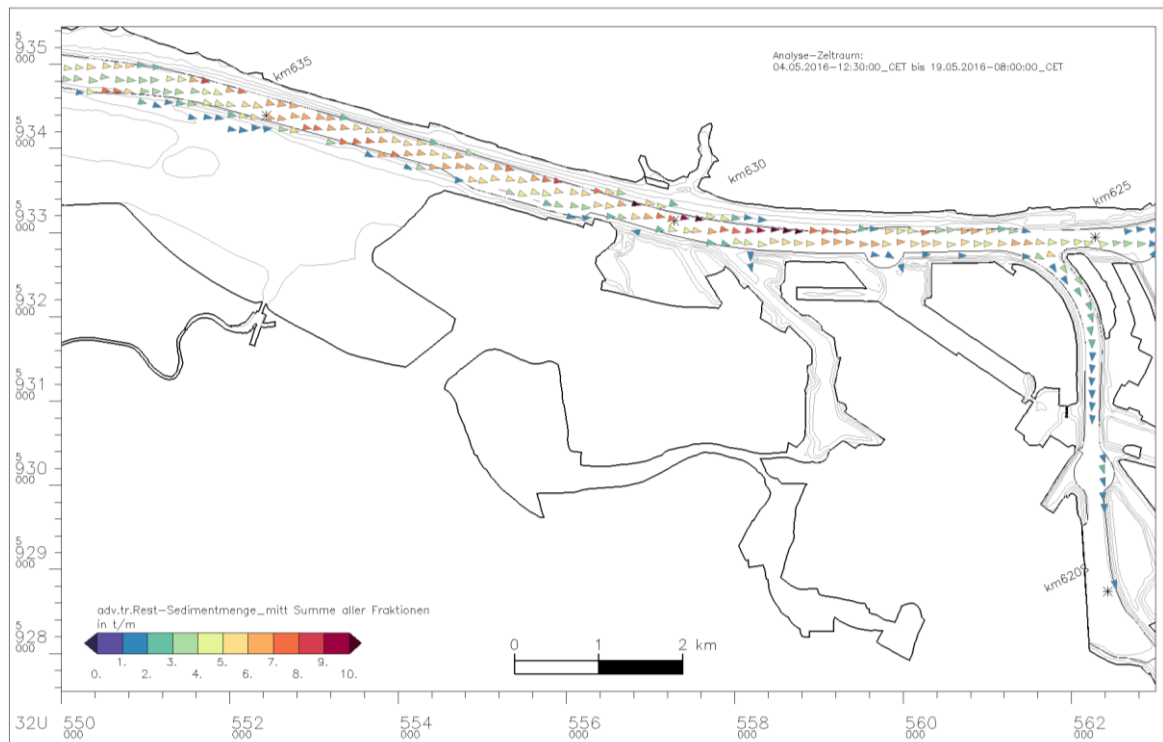 5
935
000
km635
Analyse-Zeitraum:
04.05.2016-12:30:00_CET bis 19.05.2016-08:00:00_CET
5
934
000
km630
km625
5
933
000
5
932
000
5
931
000
5
930
000
5
929
000
km620S
adv.tr.Rest-Sedimentmenge_mitt Summe aller Fraktionen
in t/m
5
928
000
0 1 2 km
1. 3. 5. 7. 9.
0. 2. 4. 6. 8. 10.
32U 550 552 554 556 558 560 562
000 000 000 000 000 000 000